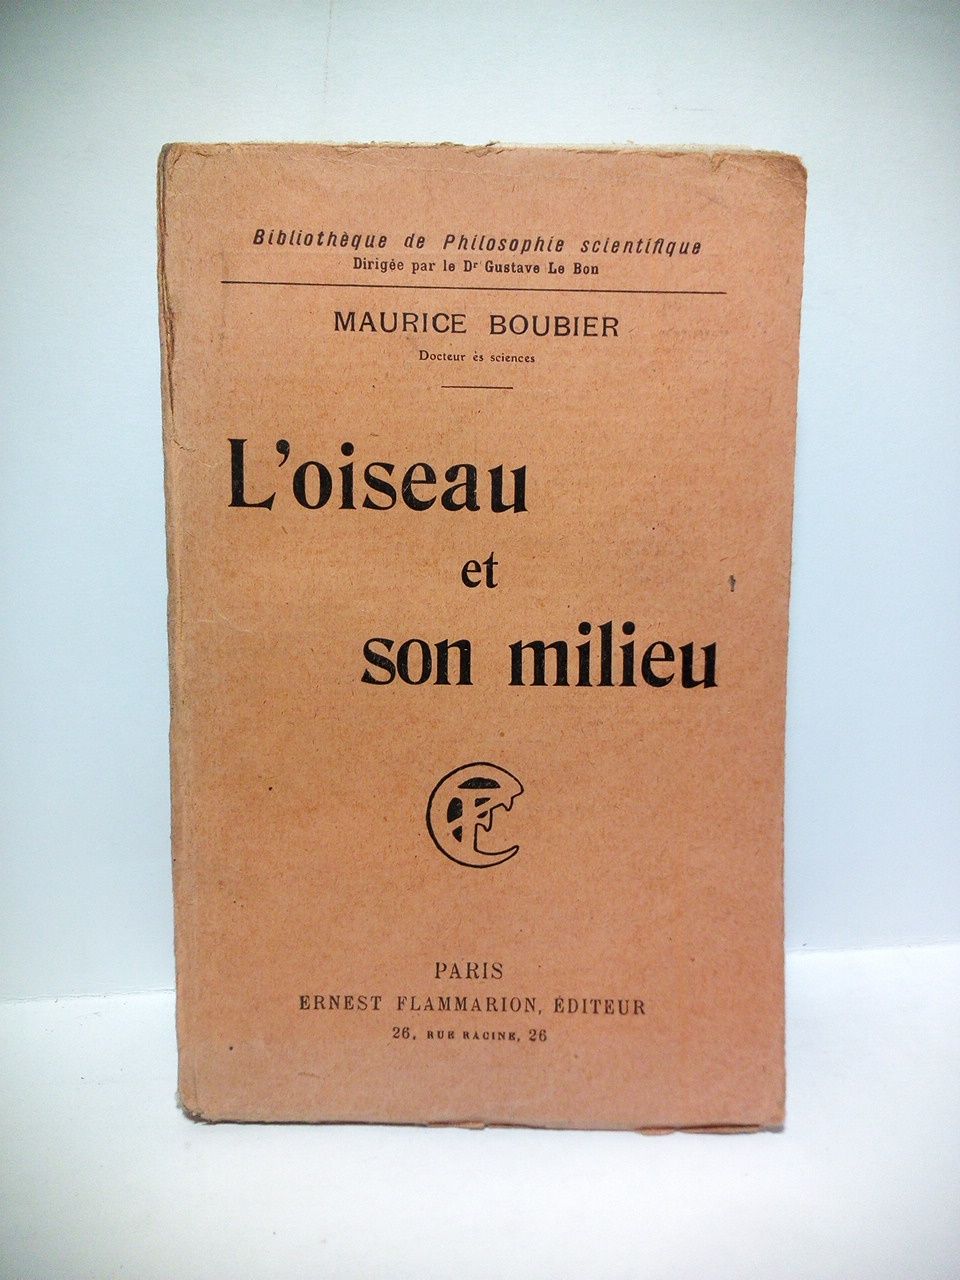 Bibliothèque de Philosophie scientifique
Dirigée par le Dr Gustave Le Bon
MAURICE BOUBIER
Docteur ès sciences
L'oiseau
et
son milieu
PARIS
ERNEST FLAMMARION, ÉDITEUR
26, RUE RACINE, 26